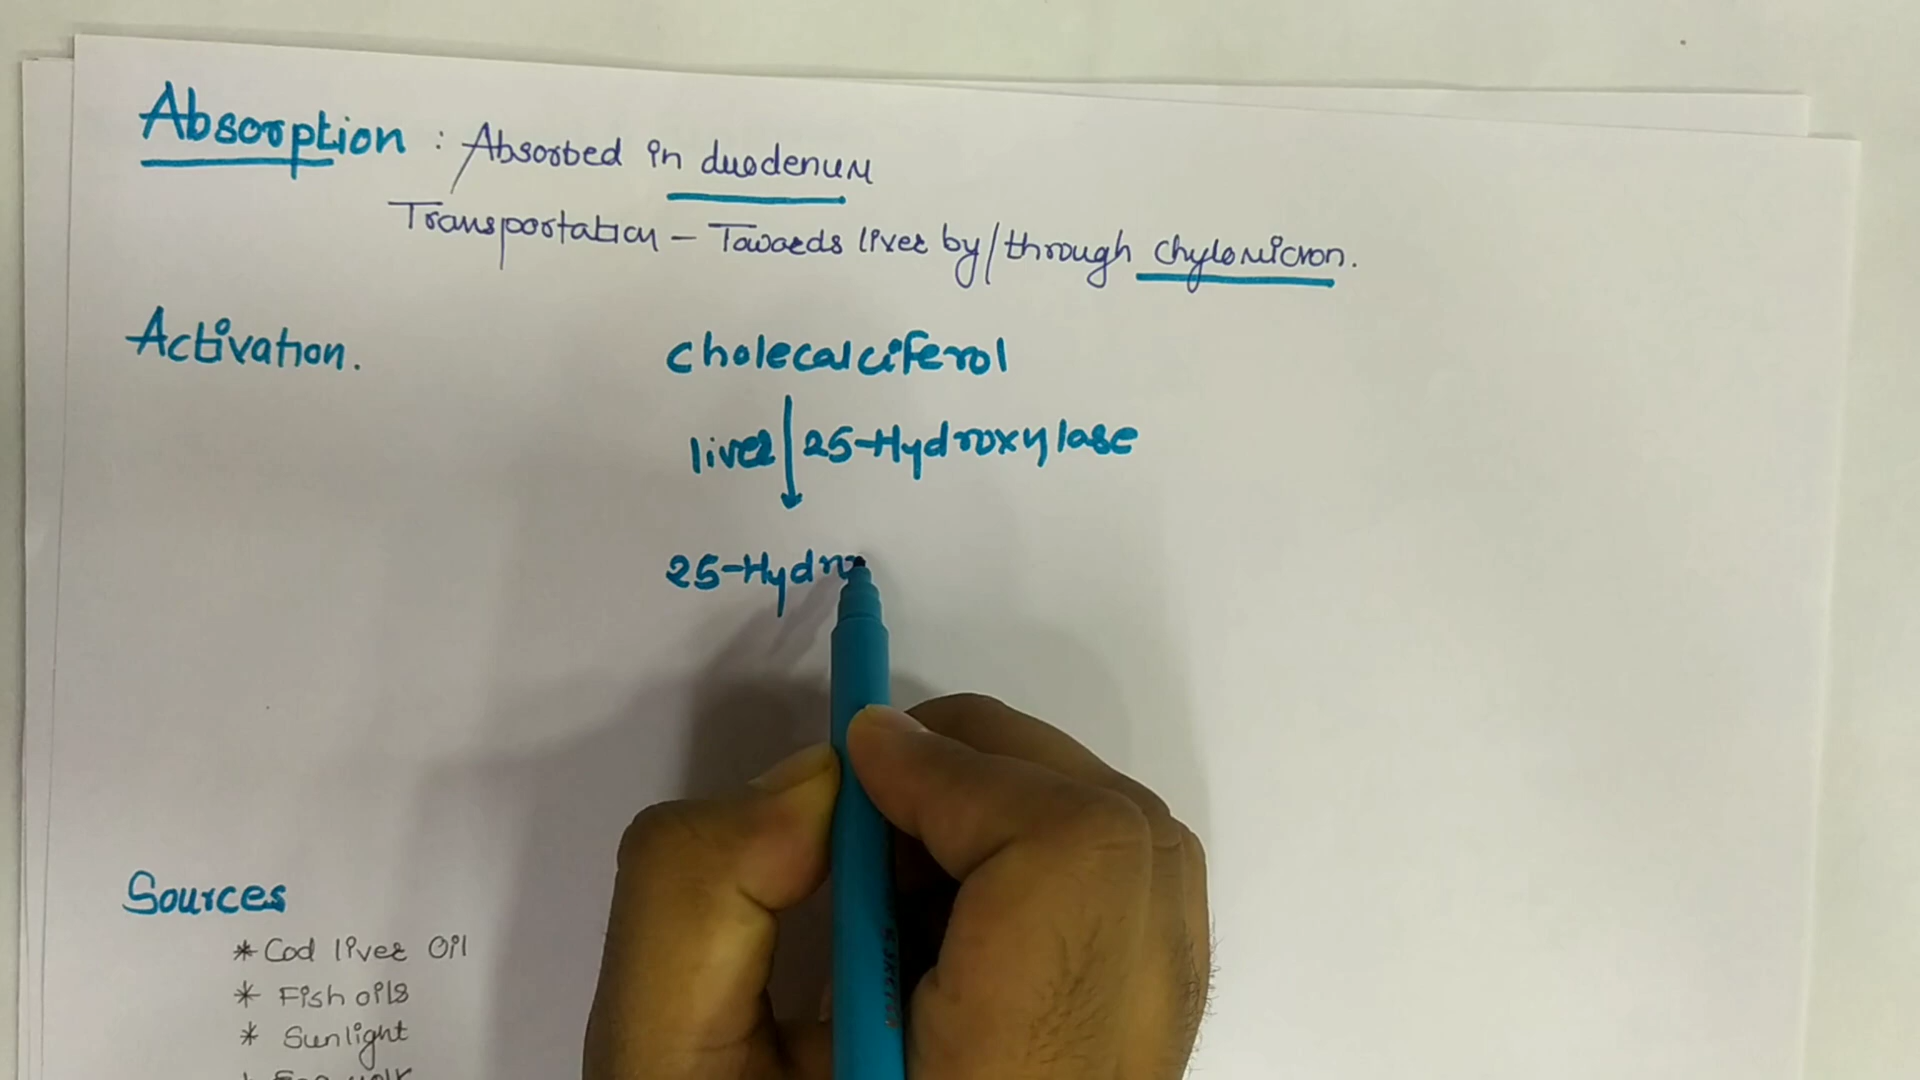 Absorption : Absorbed in duodenum
Transportation - Towards liver by/through chylomicron.
Activation.
Cholecalciferol
liver 25-Hydroxylase
25-Hydro
Sources
* Cod liver Oil
* Fish oils
* Sunlight